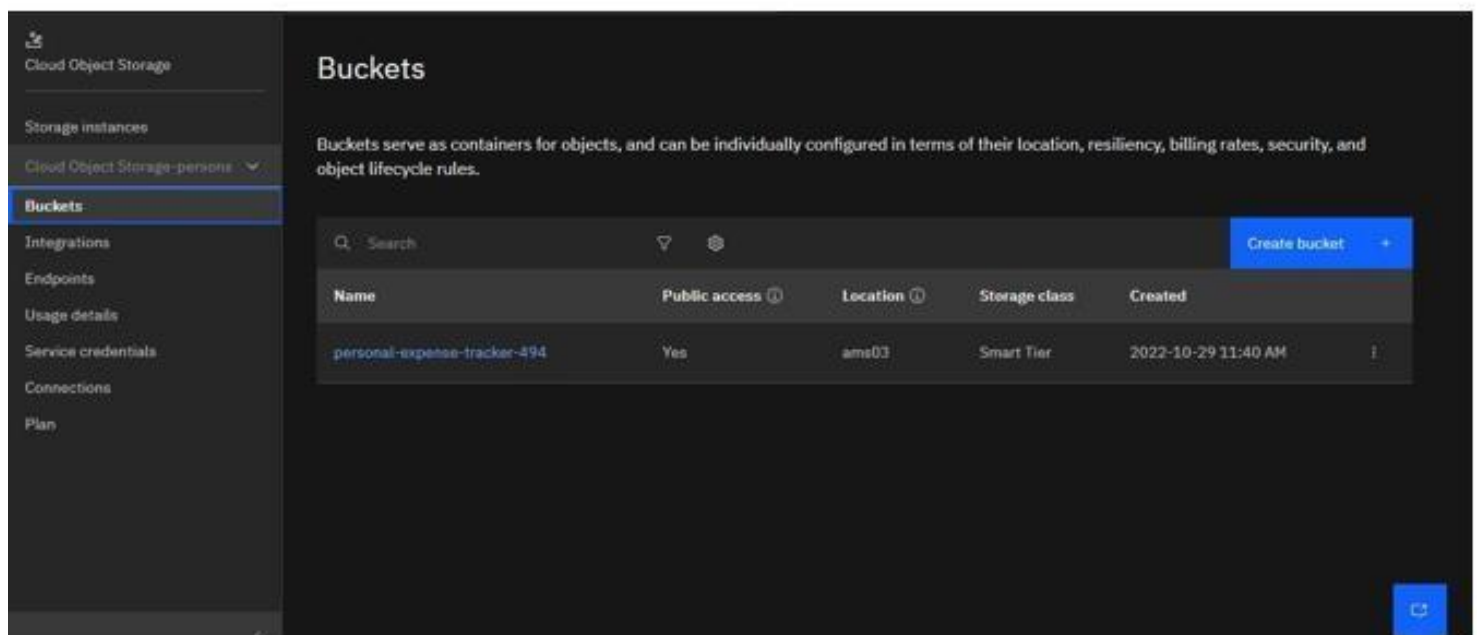 Cloud Object Storage
Storage instances
Cloud Object Storage-persona
Buckets
Integrations
Endpoints
Usage details
Service credentials
Connections
Plan
Buckets
Buckets serve as containers for objects, and can be individually configured in terms of their location, resiliency, billing rates, security, and
object lifecycle rules.
Search
Create bucket +
Name Public access Location Storage class Created
personal-expense-tracker-494 Yes ams03 Smart Tier 2022-10-29 11:40 AM